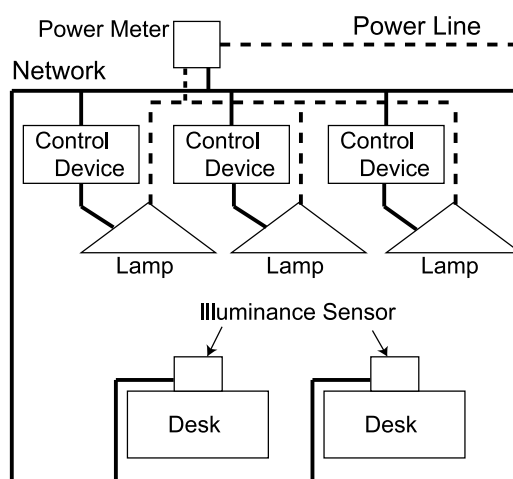 Power Meter
Power Line
Network
Control
Device
Control
Device
Control
Device
Lamp
Lamp
Lamp
Illuminance Sensor
Desk
Desk